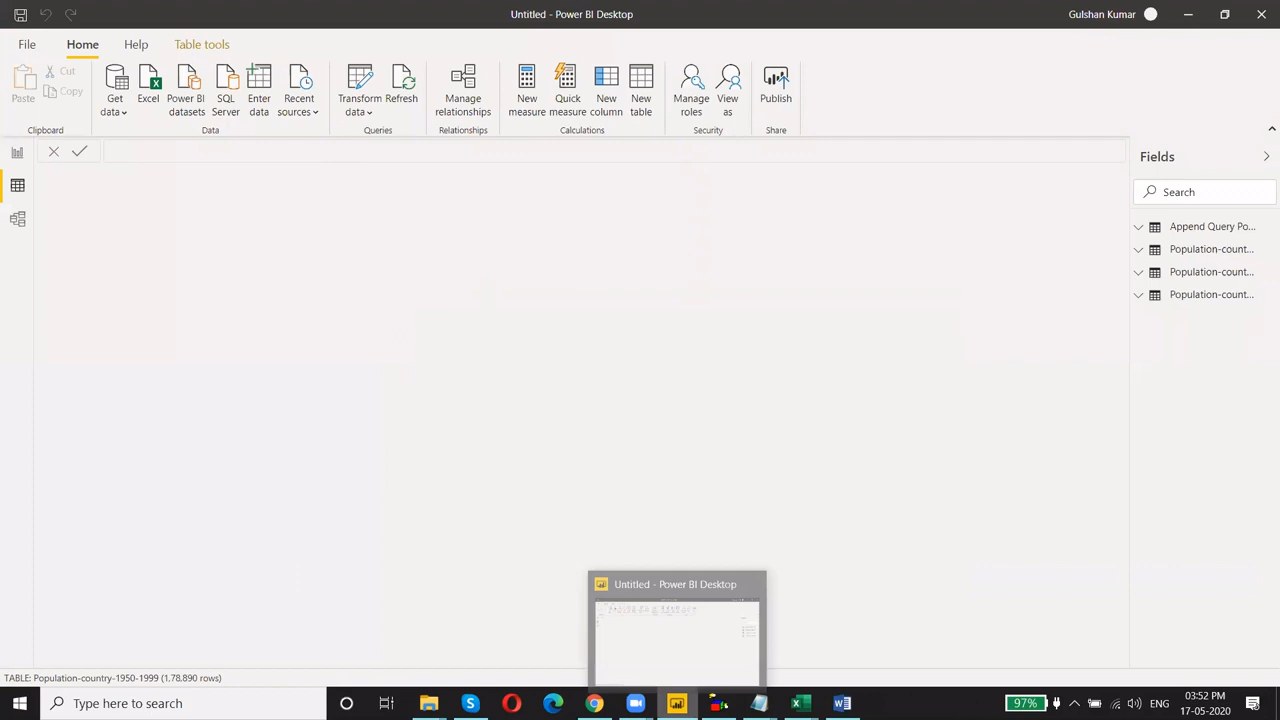 Untitled - Power BI Desktop
Gulshan Kumar
File Home Help Table tools
Paste
Cut
Copy
Clipboard
Get data
Excel
Power BI datasets
SQL Server
Enter data
Recent sources
Data
Transform data
Refresh
Queries
Manage relationships
Relationships
New measure
Quick measure
New column
New table
Calculations
Manage roles
View as
Security
Publish
Share
Fields
Search
Append Query Po...
Population-count...
Population-count...
Population-count...
Untitled - Power BI Desktop
TABLE: Population-country-1950-1999 (1,78,890 rows)
Type here to search
97%
ENG
03:52 PM
17-05-2020